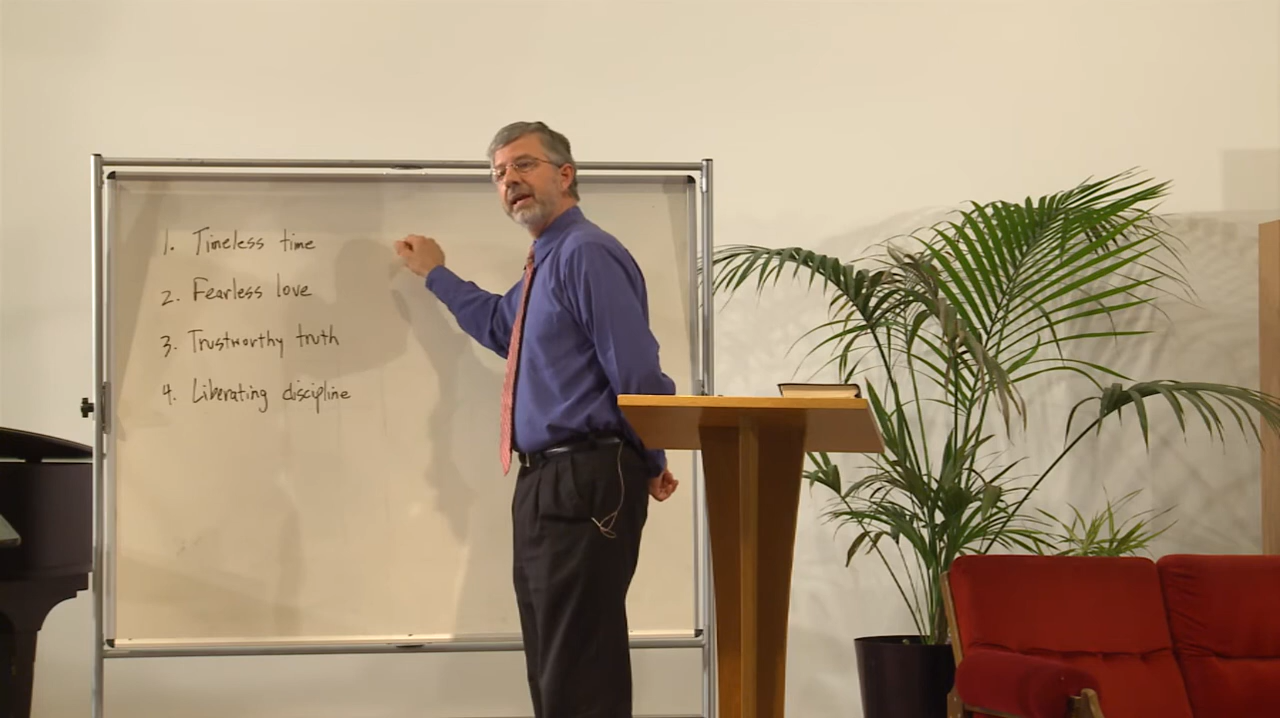 1. Timeless time
2. Fearless love
3. Trustworthy truth
4. Liberating discipline